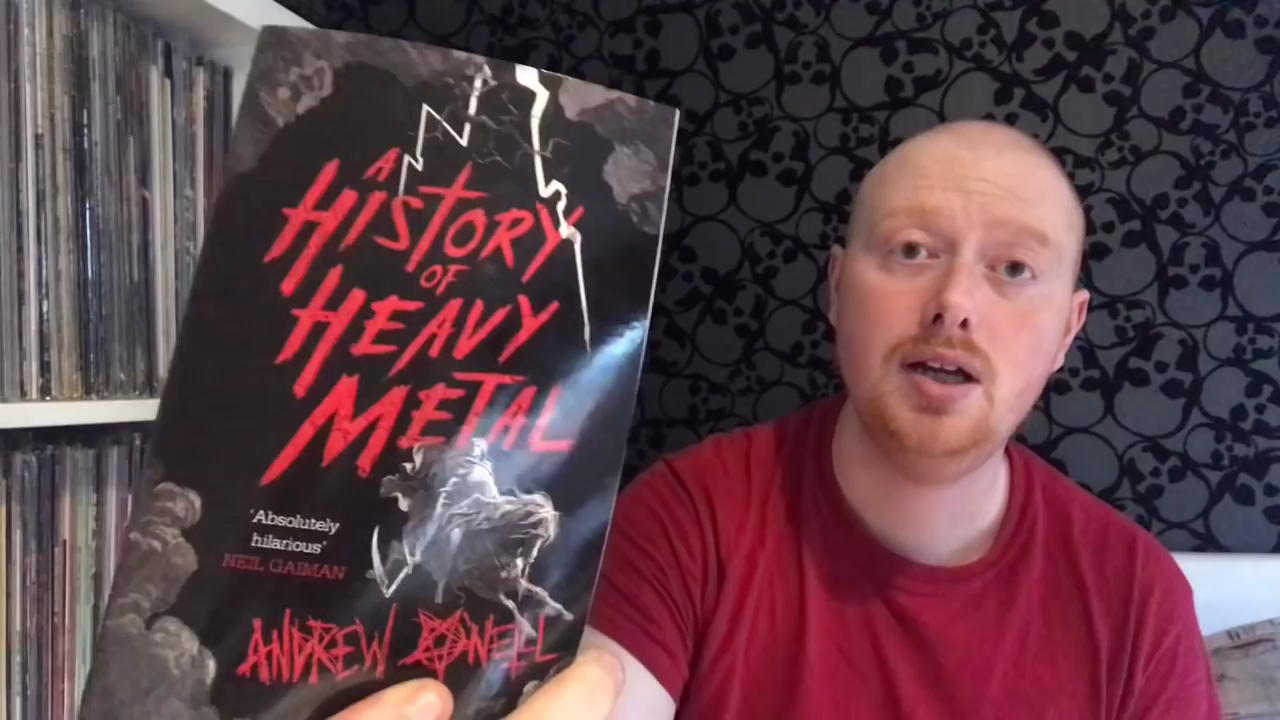 A
HISTORY
OF
HEAVY
METAL
'Absolutely
hilarious'
NEIL GAIMAN
ANDREW O'NEILL